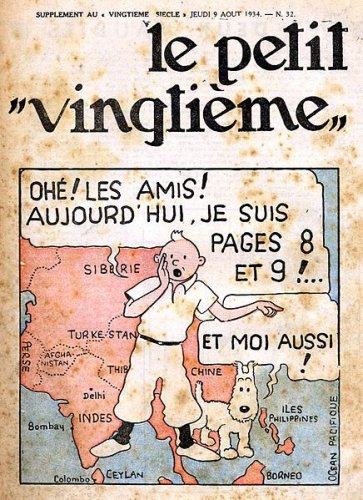 SUPPLEMENT AU « VINGTIEME SIECLE » JEUDI 9 AOUT 1934. — N. 32.
le petit
"vingtième"
OHÉ! LES AMIS!
AUJOURD'HUI, JE SUIS
PAGES 8
ET 9!...
SIBERIE
TURKESTAN
ET MOI AUSSI
!
PERSE
AFGHA-
NISTAN
THIB
CHINE
Delhi
INDES
ILES
PHILIPPINES
Bombay
Colombo
CEYLAN
BORNEO
OCEAN PACIFIQUE